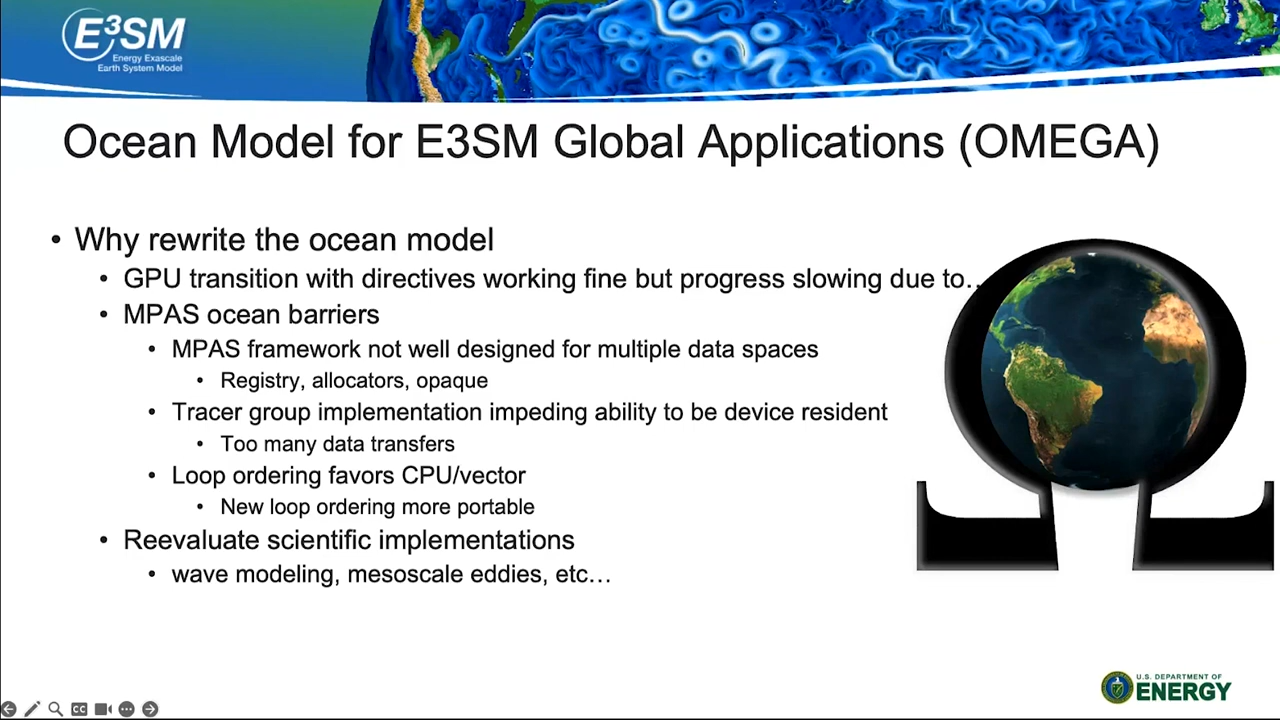 E3SM
Energy Exascale
Earth System Model
Ocean Model for E3SM Global Applications (OMEGA)
• Why rewrite the ocean model
• GPU transition with directives working fine but progress slowing due to…
• MPAS ocean barriers
• MPAS framework not well designed for multiple data spaces
• Registry, allocators, opaque
• Tracer group implementation impeding ability to be device resident
• Too many data transfers
• Loop ordering favors CPU/vector
• New loop ordering more portable
• Reevaluate scientific implementations
• wave modeling, mesoscale eddies, etc…
U.S. DEPARTMENT OF
ENERGY
CC